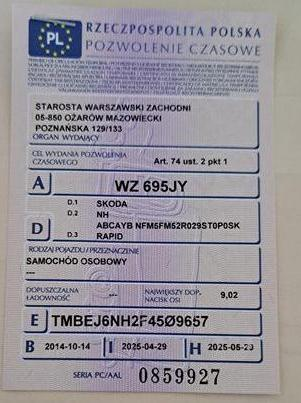 PL
RZECZPOSPOLITA POLSKA
POZWOLENIE CZASOWE
STAROSTA WARSZAWSKI ZACHODNI
05-850 OŻARÓW MAZOWIECKI
POZNAŃSKA 129/133
ORGAN WYDAJĄCY
CEL WYDANIA POZWOLENIA
CZASOWEGO
Art. 74 ust. 2 pkt 1
A WZ 695JY
D
D.1 SKODA
D.2 NH
ABCAYB NFM5FM52R029ST0P0SK
D.3 RAPID
RODZAJ POJAZDU / PRZEZNACZENIE
SAMOCHÓD OSOBOWY
---
DOPUSZCZALNA
ŁADOWNOŚĆ ---
NAJWIĘKSZY DOP.
NACISK OSI 9,02
E TMBEJ6NH2F4509657
B 2014-10-14 I 2025-04-29 H 2025-05-29
SERIA PC/AAL 0859927